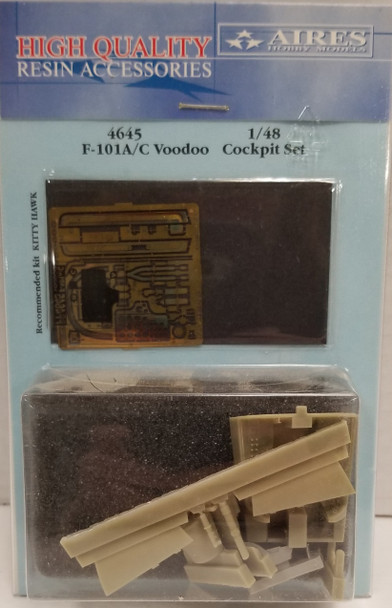 HIGH QUALITY
RESIN ACCESSORIES
AIRES
HOBBY MODELS
4645 1/48
F-101A/C Voodoo Cockpit Set
Recommended kit KITTY HAWK